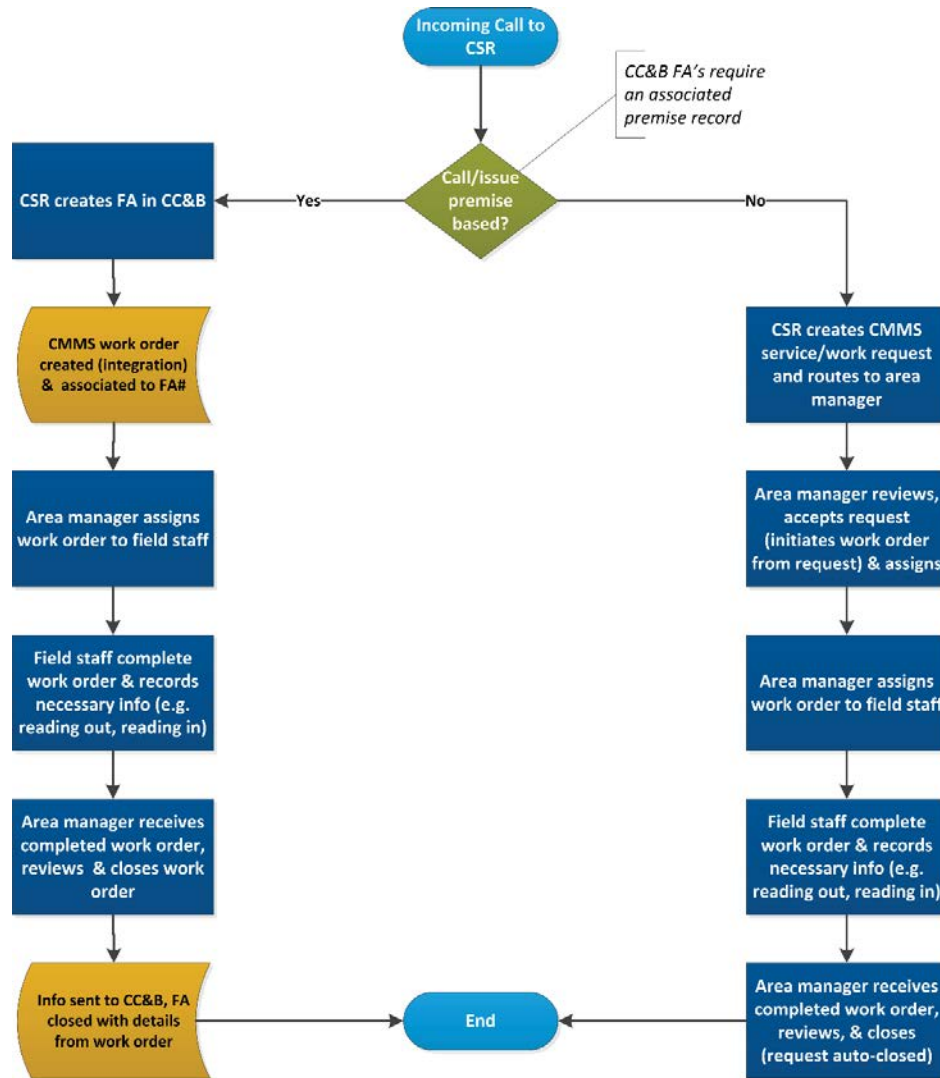 Incoming Call to
CSR
CC&B FA's require
an associated
premise record
Call/issue
premise
based?
Yes
No
CSR creates FA in CC&B
CMMS work order
created (integration)
& associated to FA#
Area manager assigns
work order to field staff
Field staff complete
work order & records
necessary info (e.g.
reading out, reading in)
Area manager receives
completed work order,
reviews & closes work
order
Info sent to CC&B, FA
closed with details
from work order
CSR creates CMMS
service/work request
and routes to area
manager
Area manager reviews,
accepts request
(initiates work order
from request) & assigns
Area manager assigns
work order to field staff
Field staff complete
work order & records
necessary info (e.g.
reading out, reading in)
Area manager receives
completed work order,
reviews, & closes
(request auto-closed)
End